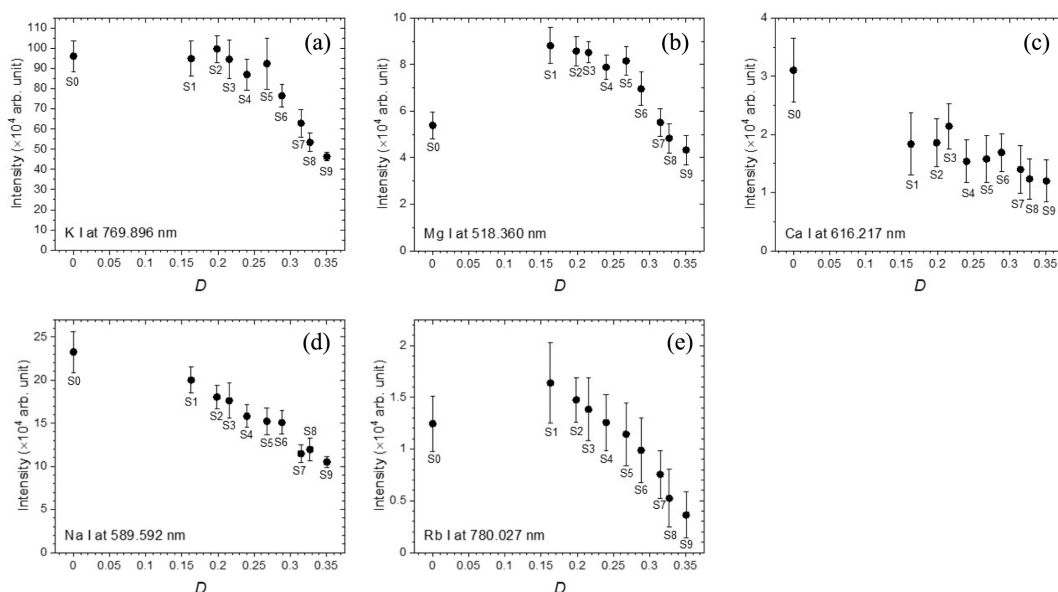 (a)
Intensity (×10⁴ arb. unit)
110
100
90
80
70
60
50
40
30
20
10
0
S0
S1
S2
S3
S4
S5
S6
S7
S8
S9
K I at 769.896 nm
0 0.05 0.1 0.15 0.2 0.25 0.3 0.35
D
(b)
Intensity (×10⁴ arb. unit)
10
8
6
4
2
0
S0
S1
S2
S3
S4
S5
S6
S7
S8
S9
Mg I at 518.360 nm
0 0.05 0.1 0.15 0.2 0.25 0.3 0.35
D
(c)
Intensity (×10⁴ arb. unit)
4
3
2
1
0
S0
S1
S2
S3
S4
S5
S6
S7
S8
S9
Ca I at 616.217 nm
0 0.05 0.1 0.15 0.2 0.25 0.3 0.35
D
(d)
Intensity (×10⁴ arb. unit)
25
20
15
10
5
0
S0
S1
S2
S3
S4
S5
S6
S7
S8
S9
Na I at 589.592 nm
0 0.05 0.1 0.15 0.2 0.25 0.3 0.35
D
(e)
Intensity (×10⁴ arb. unit)
2
1.5
1
0.5
0
S0
S1
S2
S3
S4
S5
S6
S7
S8
S9
Rb I at 780.027 nm
0 0.05 0.1 0.15 0.2 0.25 0.3 0.35
D